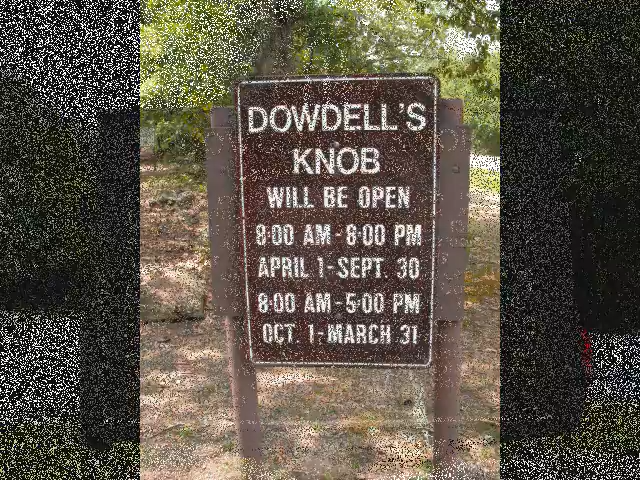 DOWDELL'S
KNOB
WILL BE OPEN
8:00 AM-8:00 PM
APRIL 1-SEPT. 30
8:00 AM-5:00 PM
OCT. 1-MARCH 31